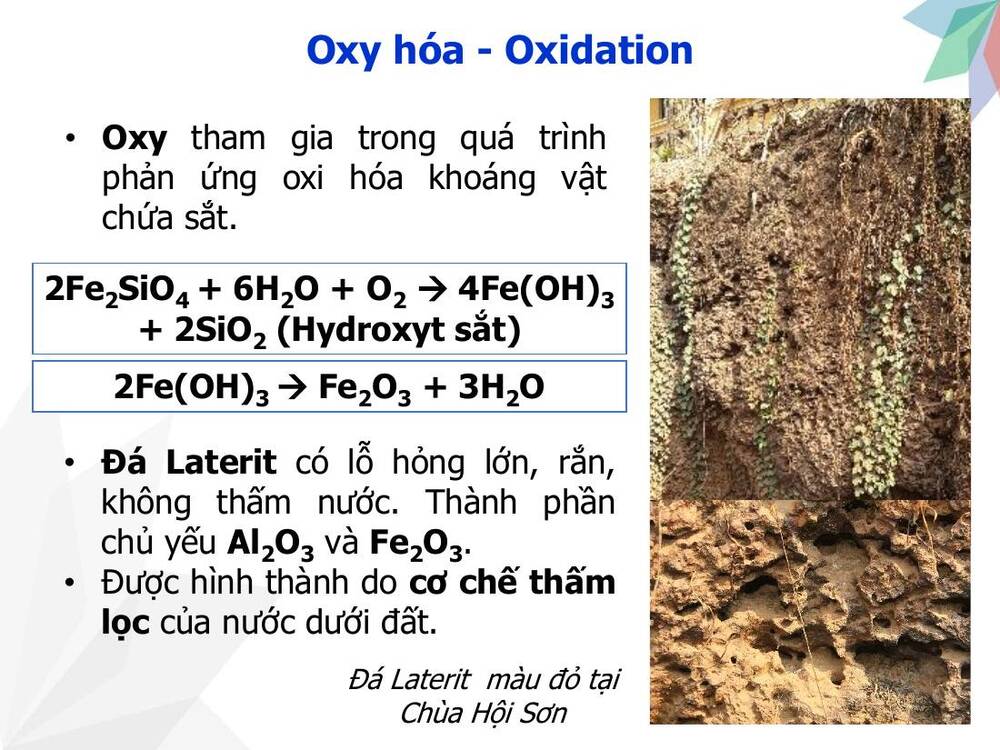 Oxy hóa - Oxidation
• Oxy tham gia trong quá trình
phản ứng oxi hóa khoáng vật
chứa sắt.
2Fe₂SiO₄ + 6H₂O + O₂ → 4Fe(OH)₃
+ 2SiO₂ (Hydroxyt sắt)
2Fe(OH)₃ → Fe₂O₃ + 3H₂O
• Đá Laterit có lỗ hỏng lớn, rắn,
không thấm nước. Thành phần
chủ yếu Al₂O₃ và Fe₂O₃.
• Được hình thành do cơ chế thấm
lọc của nước dưới đất.
Đá Laterit màu đỏ tại
Chùa Hội Sơn